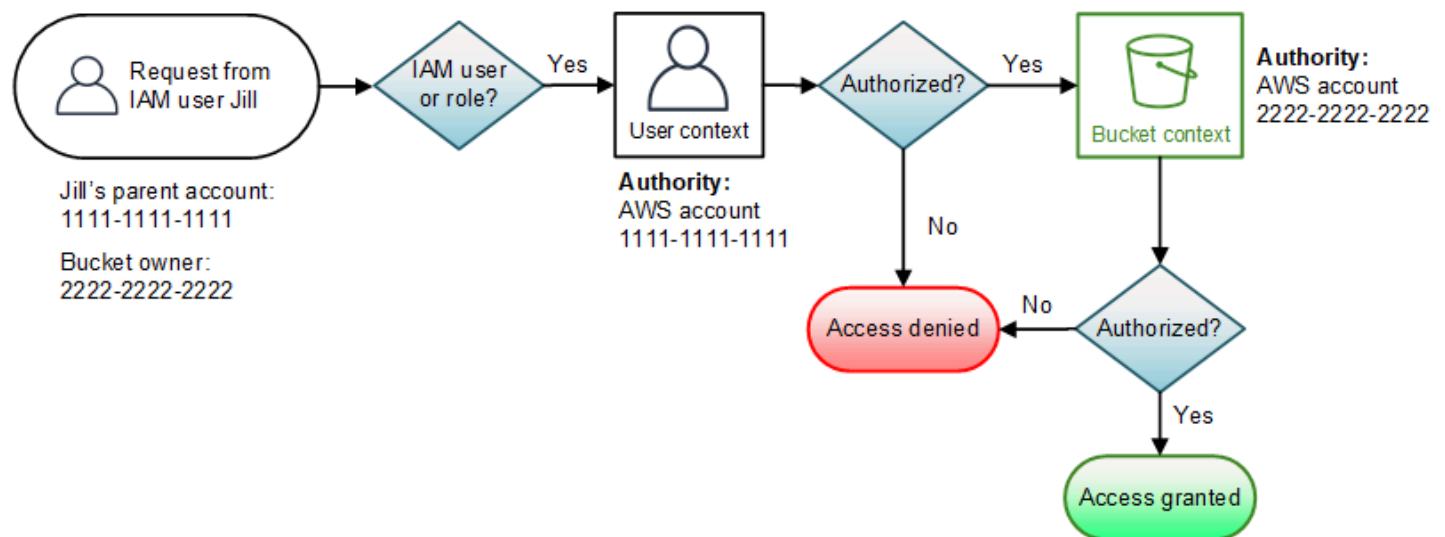 Request from
IAM user Jill
Jill's parent account:
1111-1111-1111
Bucket owner:
2222-2222-2222
IAM user
or role?
Yes
User context
Authority:
AWS account
1111-1111-1111
Authorized?
Yes
No
Bucket context
Authority:
AWS account
2222-2222-2222
Authorized?
No
Access denied
Yes
Access granted